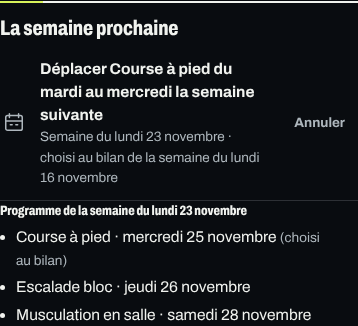 La semaine prochaine
Déplacer Course à pied du
mardi au mercredi la semaine
suivante
Annuler
Semaine du lundi 23 novembre ·
choisi au bilan de la semaine du lundi
16 novembre
Programme de la semaine du lundi 23 novembre
• Course à pied · mercredi 25 novembre (choisi
au bilan)
• Escalade bloc · jeudi 26 novembre
• Musculation en salle · samedi 28 novembre